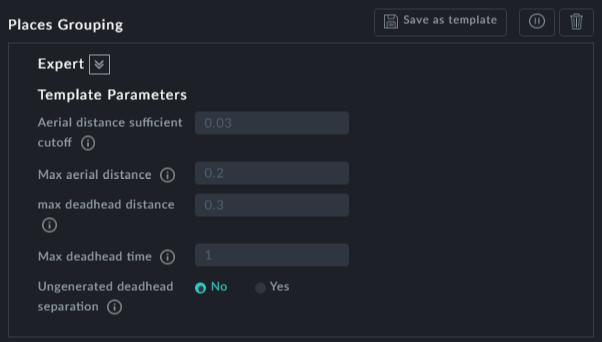 Places Grouping
Save as template
Expert
Template Parameters
Aerial distance sufficient
cutoff
0.03
Max aerial distance
0.2
max deadhead distance
0.3
Max deadhead time
1
Ungenerated deadhead
separation
No
Yes